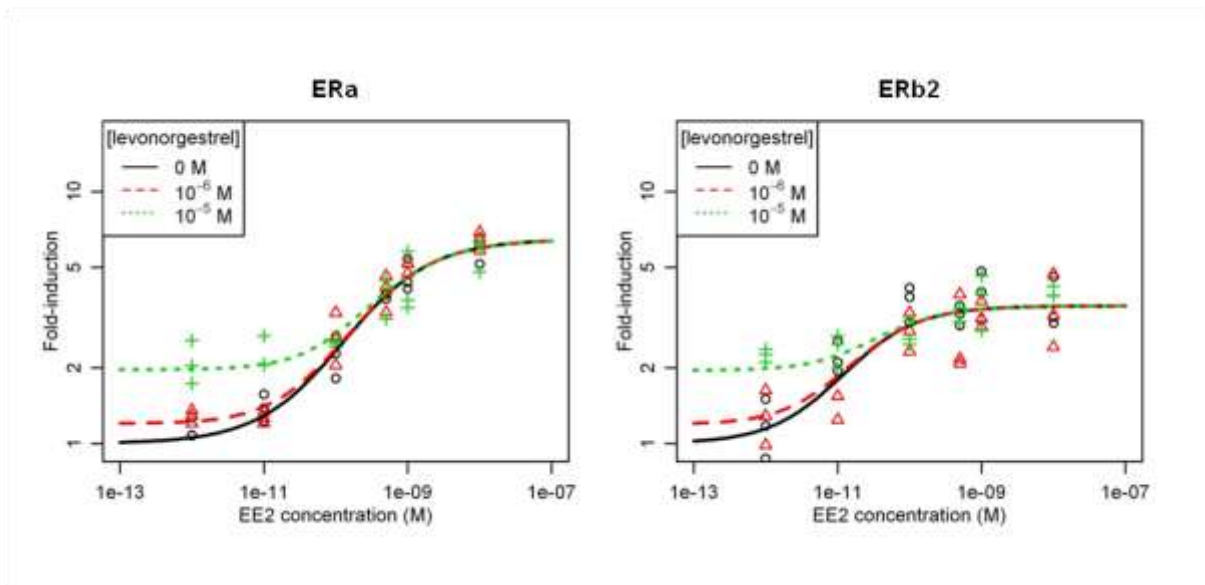 ERa
[levonorgestrel]
0 M
10⁻⁶ M
10⁻⁵ M
Fold-induction
10
5
2
1
1e-13
1e-11
1e-09
1e-07
EE2 concentration (M)
ERb2
[levonorgestrel]
0 M
10⁻⁶ M
10⁻⁵ M
Fold-induction
10
5
2
1
1e-13
1e-11
1e-09
1e-07
EE2 concentration (M)